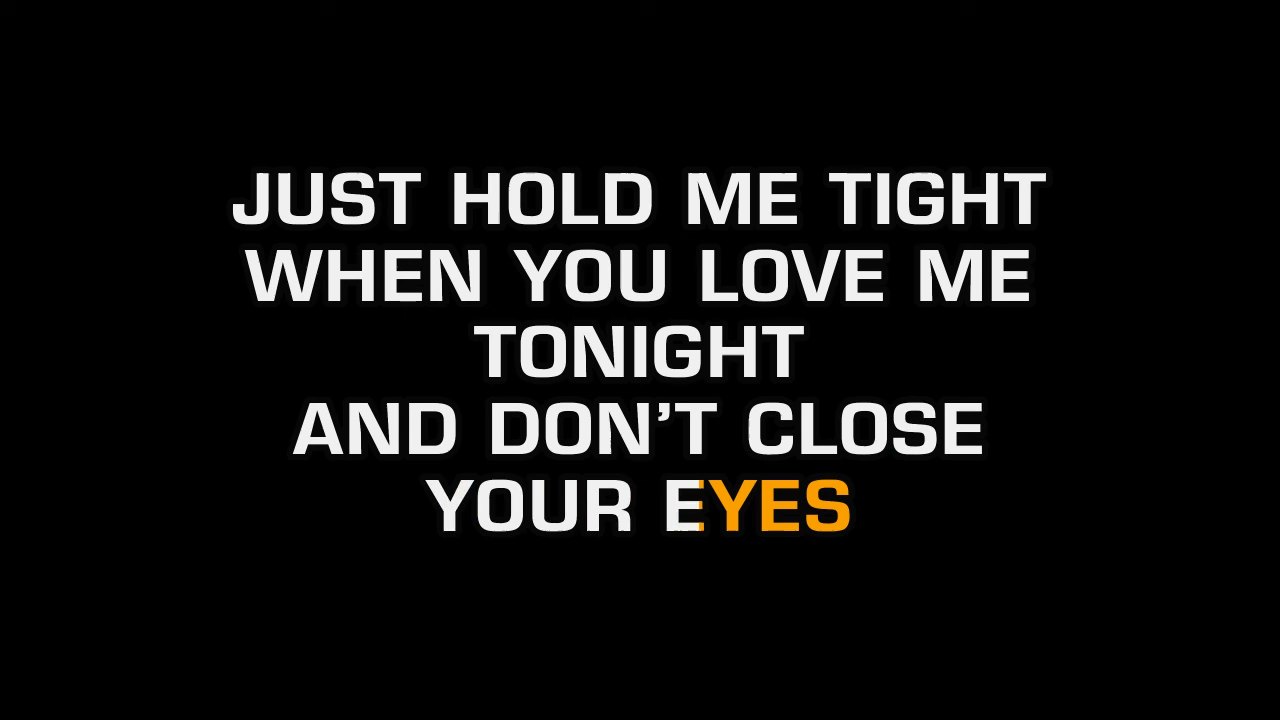 JUST HOLD ME TIGHT
WHEN YOU LOVE ME
TONIGHT
AND DON’T CLOSE
YOUR EYES